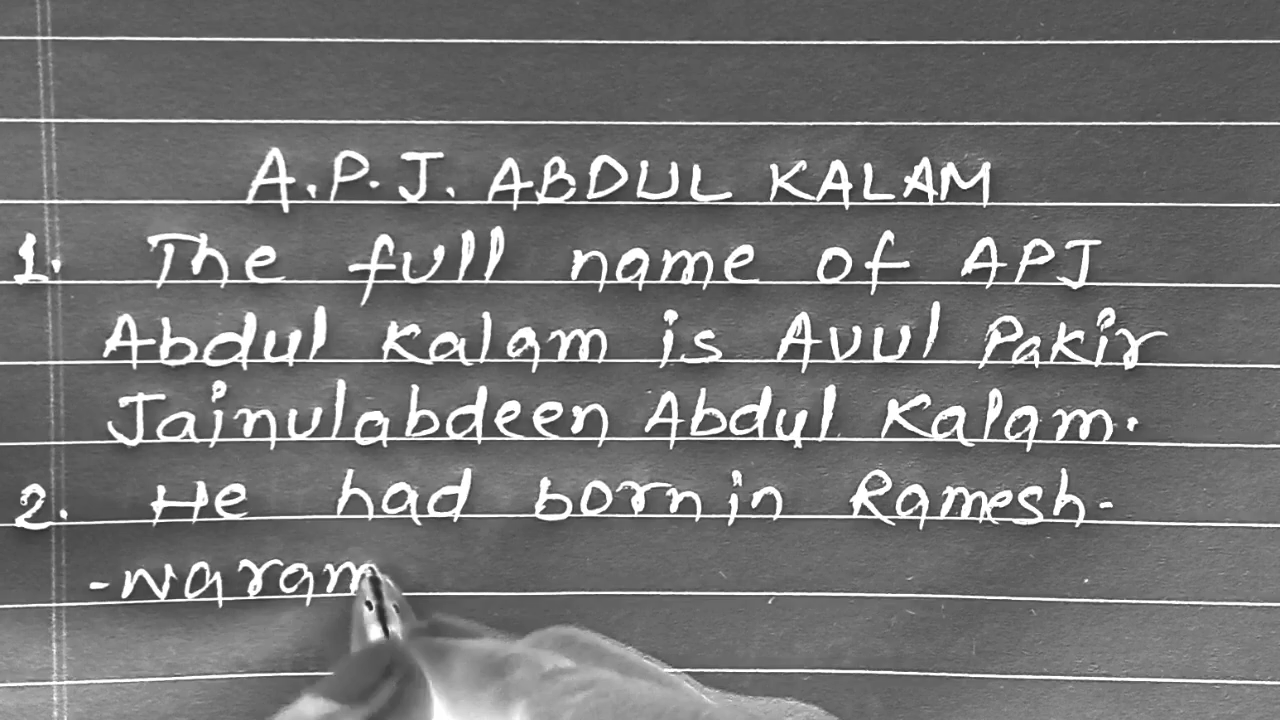 A.P.J. ABDUL KALAM
1. The full name of APJ
Abdul Kalam is Avul Pakir
Jainulabdeen Abdul Kalam.
2. He had born in Ramesh-
-waram